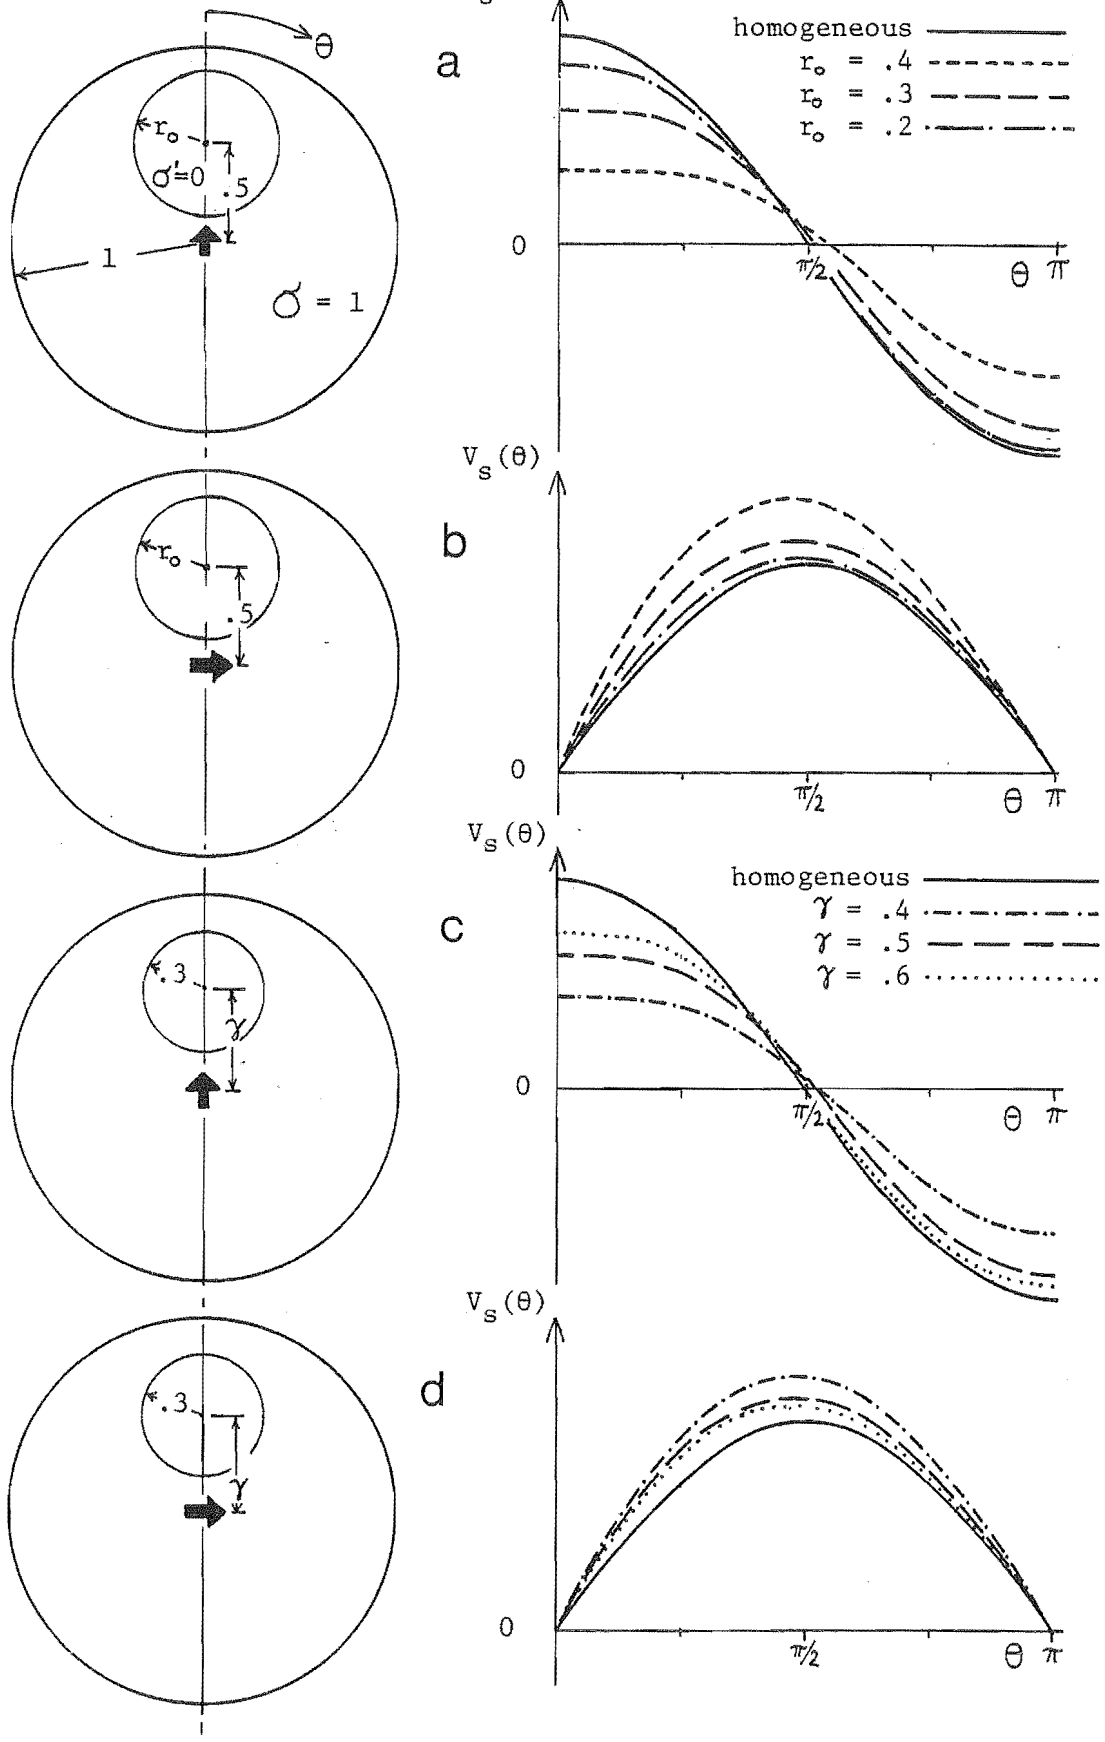 θ
r₀
σ'=0
.5
1
σ = 1
a
s
homogeneous
r₀ = .4
r₀ = .3
r₀ = .2
0
π/2
θ π
r₀
.5
b
V_s(θ)
0
π/2
θ π
.3
γ
c
V_s(θ)
homogeneous
γ = .4
γ = .5
γ = .6
0
π/2
θ π
.3
γ
d
V_s(θ)
0
π/2
θ π